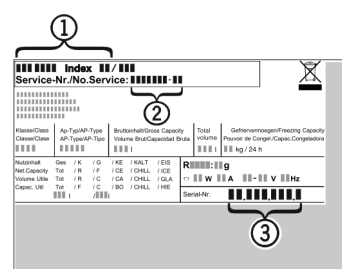 1
Index /
Service-Nr./No.Service: -
2
Klasse/Class Ap-Typ/AP-Type Bruttoinhalt/Gross Capacity Total Gefriervermoegen/Freezing Capacity
Classe/Clase AP-Type/AP-Tipo Volume Brut/Capacidad Bruta volume Pouvoir de Congel./Capac.Congeladora
l l kg / 24 h
Nutzinhalt Ges / K / G / KE / KALT / EIS
Net.Capacity Tot / R / F / CE / CHILL / ICE
Volume Utile Tot / R / C / CA / CHILL / GLA
Capac. Util Tot / F / C / BO / CHILL / HIE
l / l
R : g
W A - V Hz
Serial-Nr. . . .
3